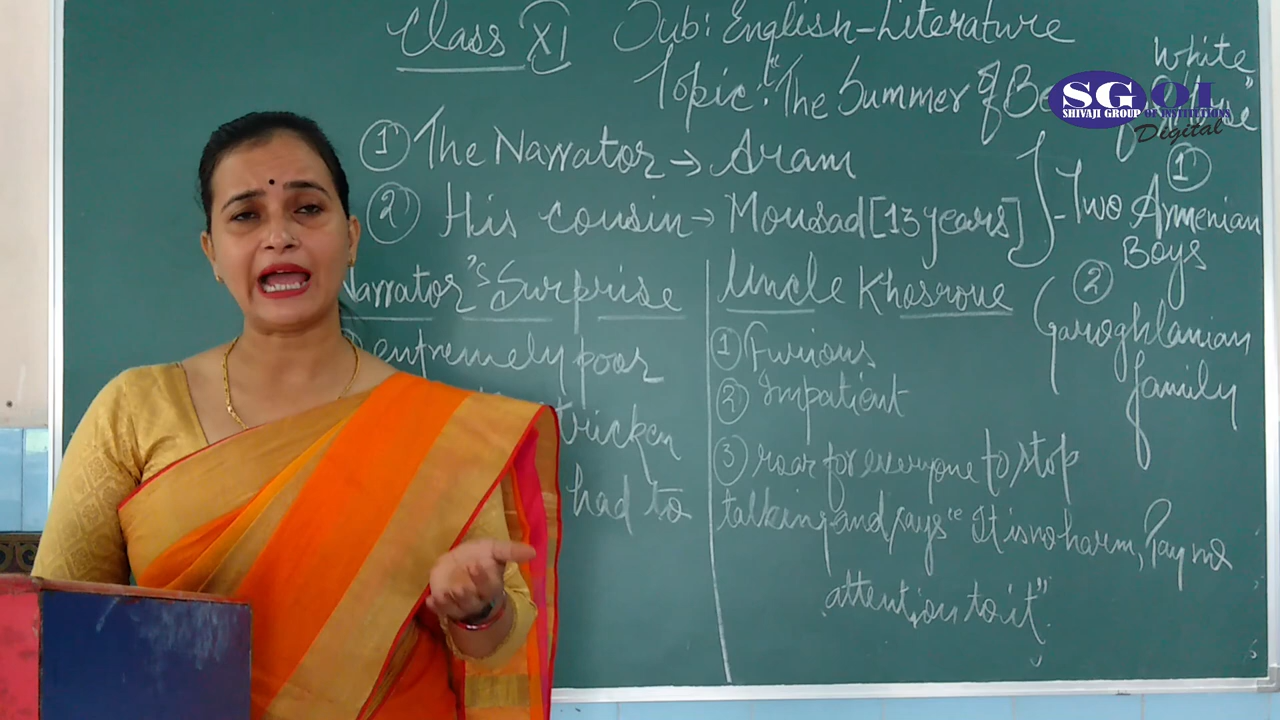 Class XI Sub: English-Literature
Topic: "The Summer of
White
SGOI
SHIVAJI GROUP OF INSTITUTIONS
Digital
① The Narrator → Aram
② His cousin → Mousad [13 years]
① Two Armenian
Boys
② Garoghlanian
family
Narrator's Surprise
extremely poor
had to
Uncle Khosrove
① Furious
② Impatient
③ roar for everyone to stop
talking and says "It is no harm, Pay no
attention to it"